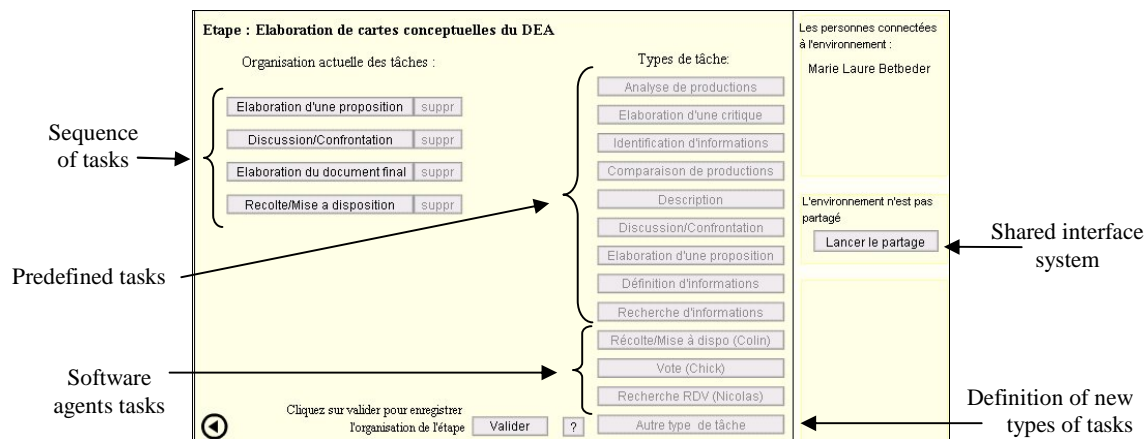 Sequence
of tasks
Predefined tasks
Software
agents tasks
Etape : Elaboration de cartes conceptuelles du DEA
Organisation actuelle des tâches :
Elaboration d'une proposition suppr
Discussion/Confrontation suppr
Elaboration du document final suppr
Recolte/Mise a disposition suppr
Types de tâche:
Analyse de productions
Elaboration d'une critique
Identification d'informations
Comparaison de productions
Description
Discussion/Confrontation
Elaboration d'une proposition
Définition d'informations
Recherche d'informations
Récolte/Mise à dispo (Colin)
Vote (Chick)
Recherche RDV (Nicolas)
Autre type de tâche
Cliquez sur valider pour enregistrer
l'organisation de l'étape Valider ?
Les personnes connectées
à l'environnement :
Marie Laure Betbeder
L'environnement n'est pas
partagé
Lancer le partage
Shared interface
system
Definition of new
types of tasks